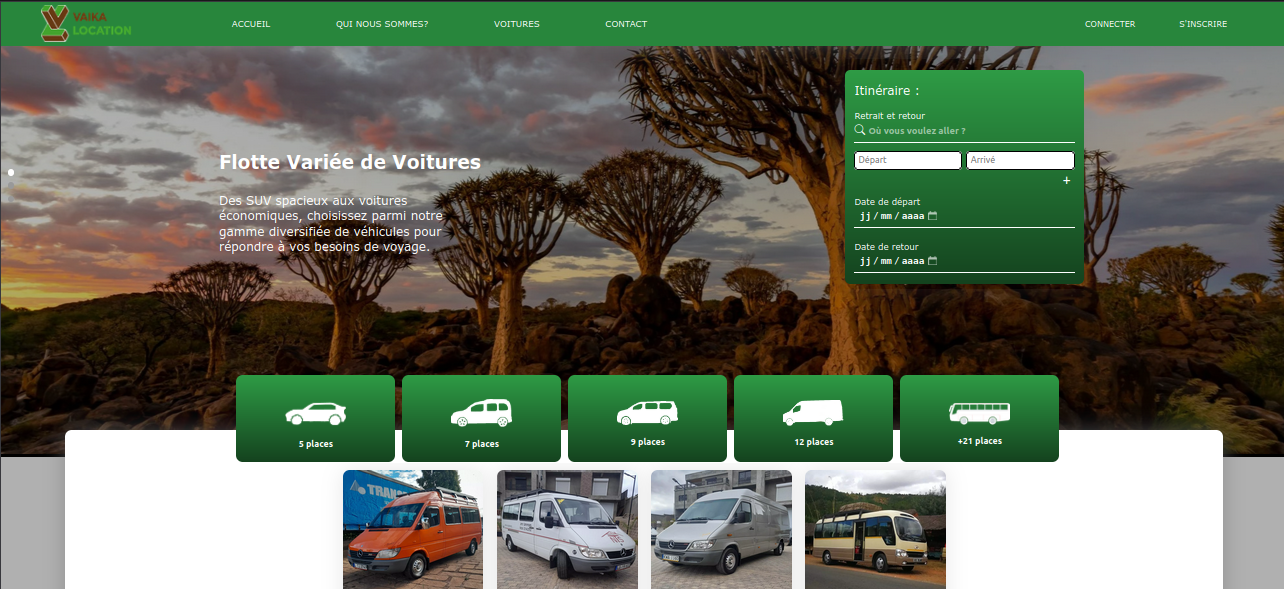 VAIKA
LOCATION
ACCUEIL
QUI NOUS SOMMES?
VOITURES
CONTACT
CONNECTER
S'INSCRIRE
Flotte Variée de Voitures
Des SUV spacieux aux voitures
économiques, choisissez parmi notre
gamme diversifiée de véhicules pour
répondre à vos besoins de voyage.
Itinéraire :
Retrait et retour
Où vous voulez aller ?
Départ
Arrivé
+
Date de départ
jj / mm / aaaa
Date de retour
jj / mm / aaaa
5 places
7 places
9 places
12 places
+21 places